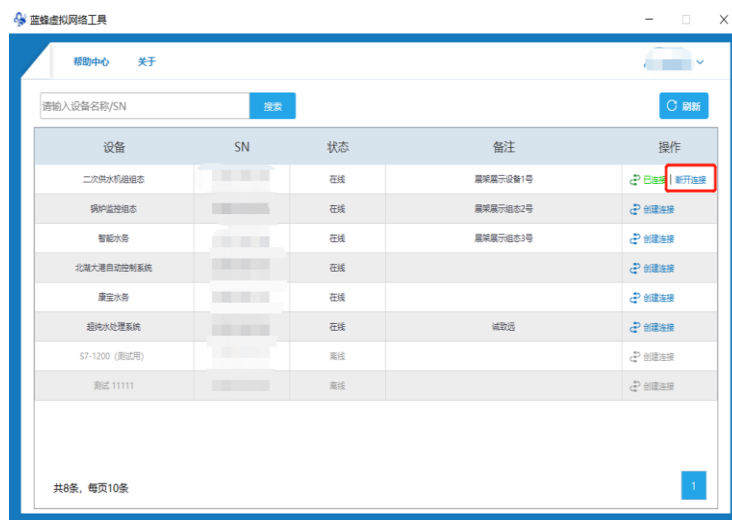 蓝蜂虚拟网络工具
帮助中心 关于
请输入设备名称/SN 搜索 刷新
设备 SN 状态 备注 操作
二次供水机组组态 在线 展架展示设备1号 已连接 | 断开连接
锅炉监控组态 在线 展架展示组态2号 创建连接
智能水务 在线 展架展示组态3号 创建连接
北湖大港自动控制系统 在线 创建连接
康宝水务 在线 创建连接
超纯水处理系统 在线 诚致远 创建连接
S7-1200 (测试用) 离线 创建连接
测试 11111 离线 创建连接
共8条，每页10条 1